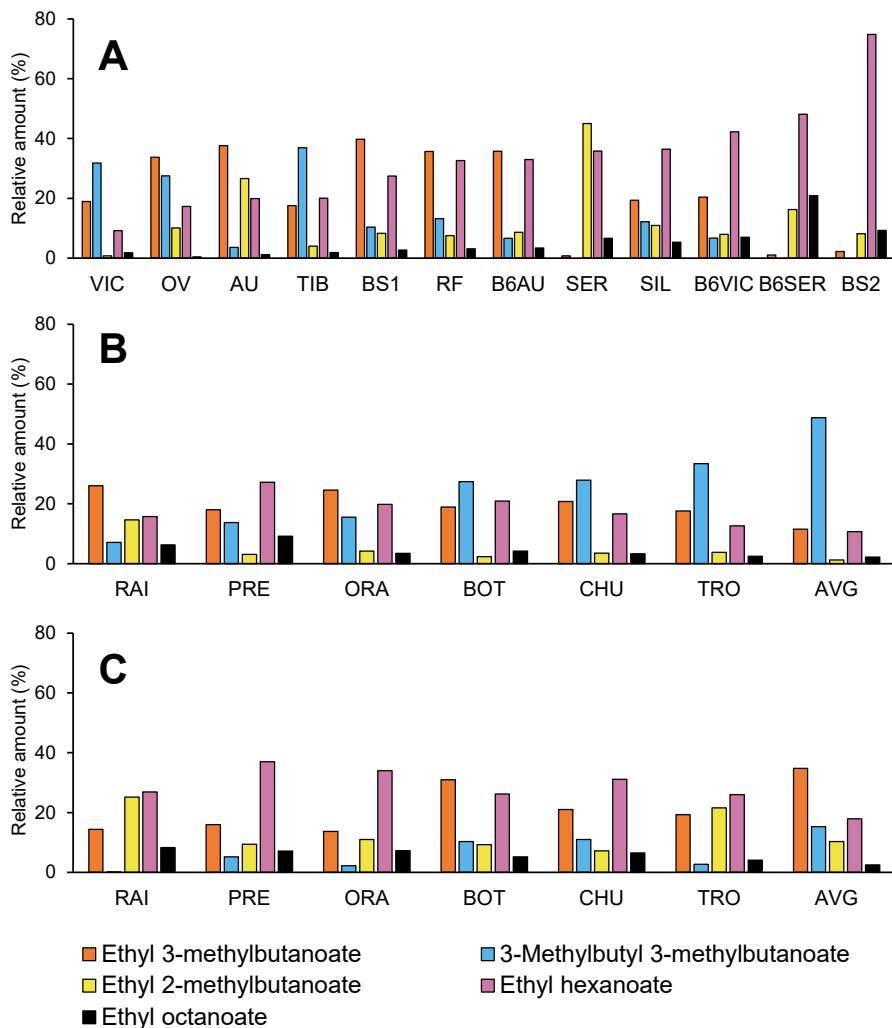 A
Relative amount (%)
80
60
40
20
0
VIC OV AU TIB BS1 RF B6AU SER SIL B6VIC B6SER BS2
B
Relative amount (%)
80
60
40
20
0
RAI PRE ORA BOT CHU TRO AVG
C
Relative amount (%)
80
60
40
20
0
RAI PRE ORA BOT CHU TRO AVG
Ethyl 3-methylbutanoate 3-Methylbutyl 3-methylbutanoate
Ethyl 2-methylbutanoate Ethyl hexanoate
Ethyl octanoate